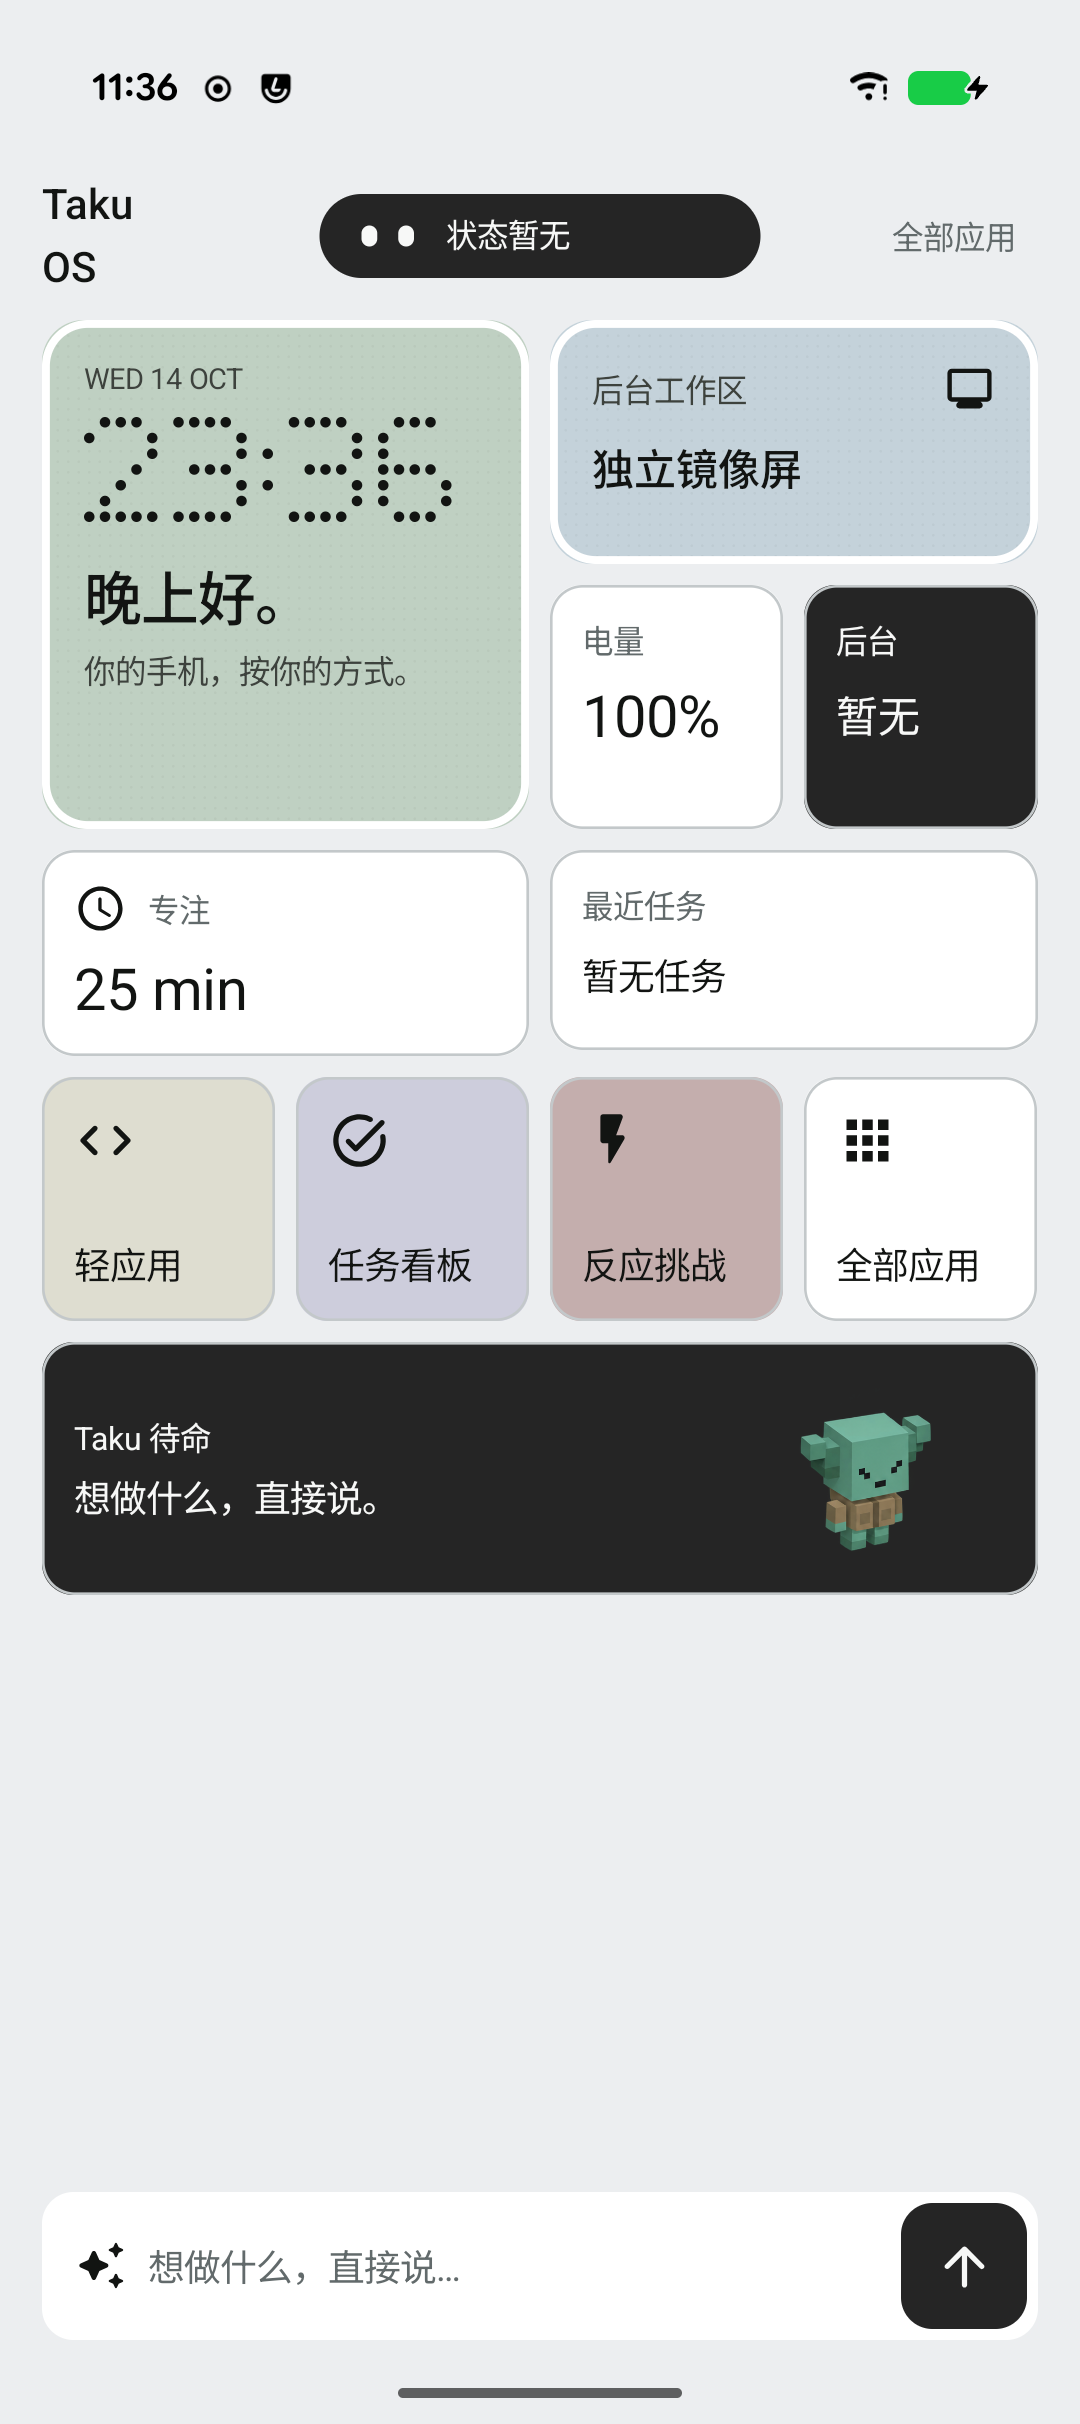 11:36
Taku
OS
状态暂无
全部应用
WED 14 OCT
23:36
晚上好。
你的手机，按你的方式。
后台工作区
独立镜像屏
电量
100%
后台
暂无
专注
25 min
最近任务
暂无任务
轻应用
任务看板
反应挑战
全部应用
Taku 待命
想做什么，直接说。
想做什么，直接说...